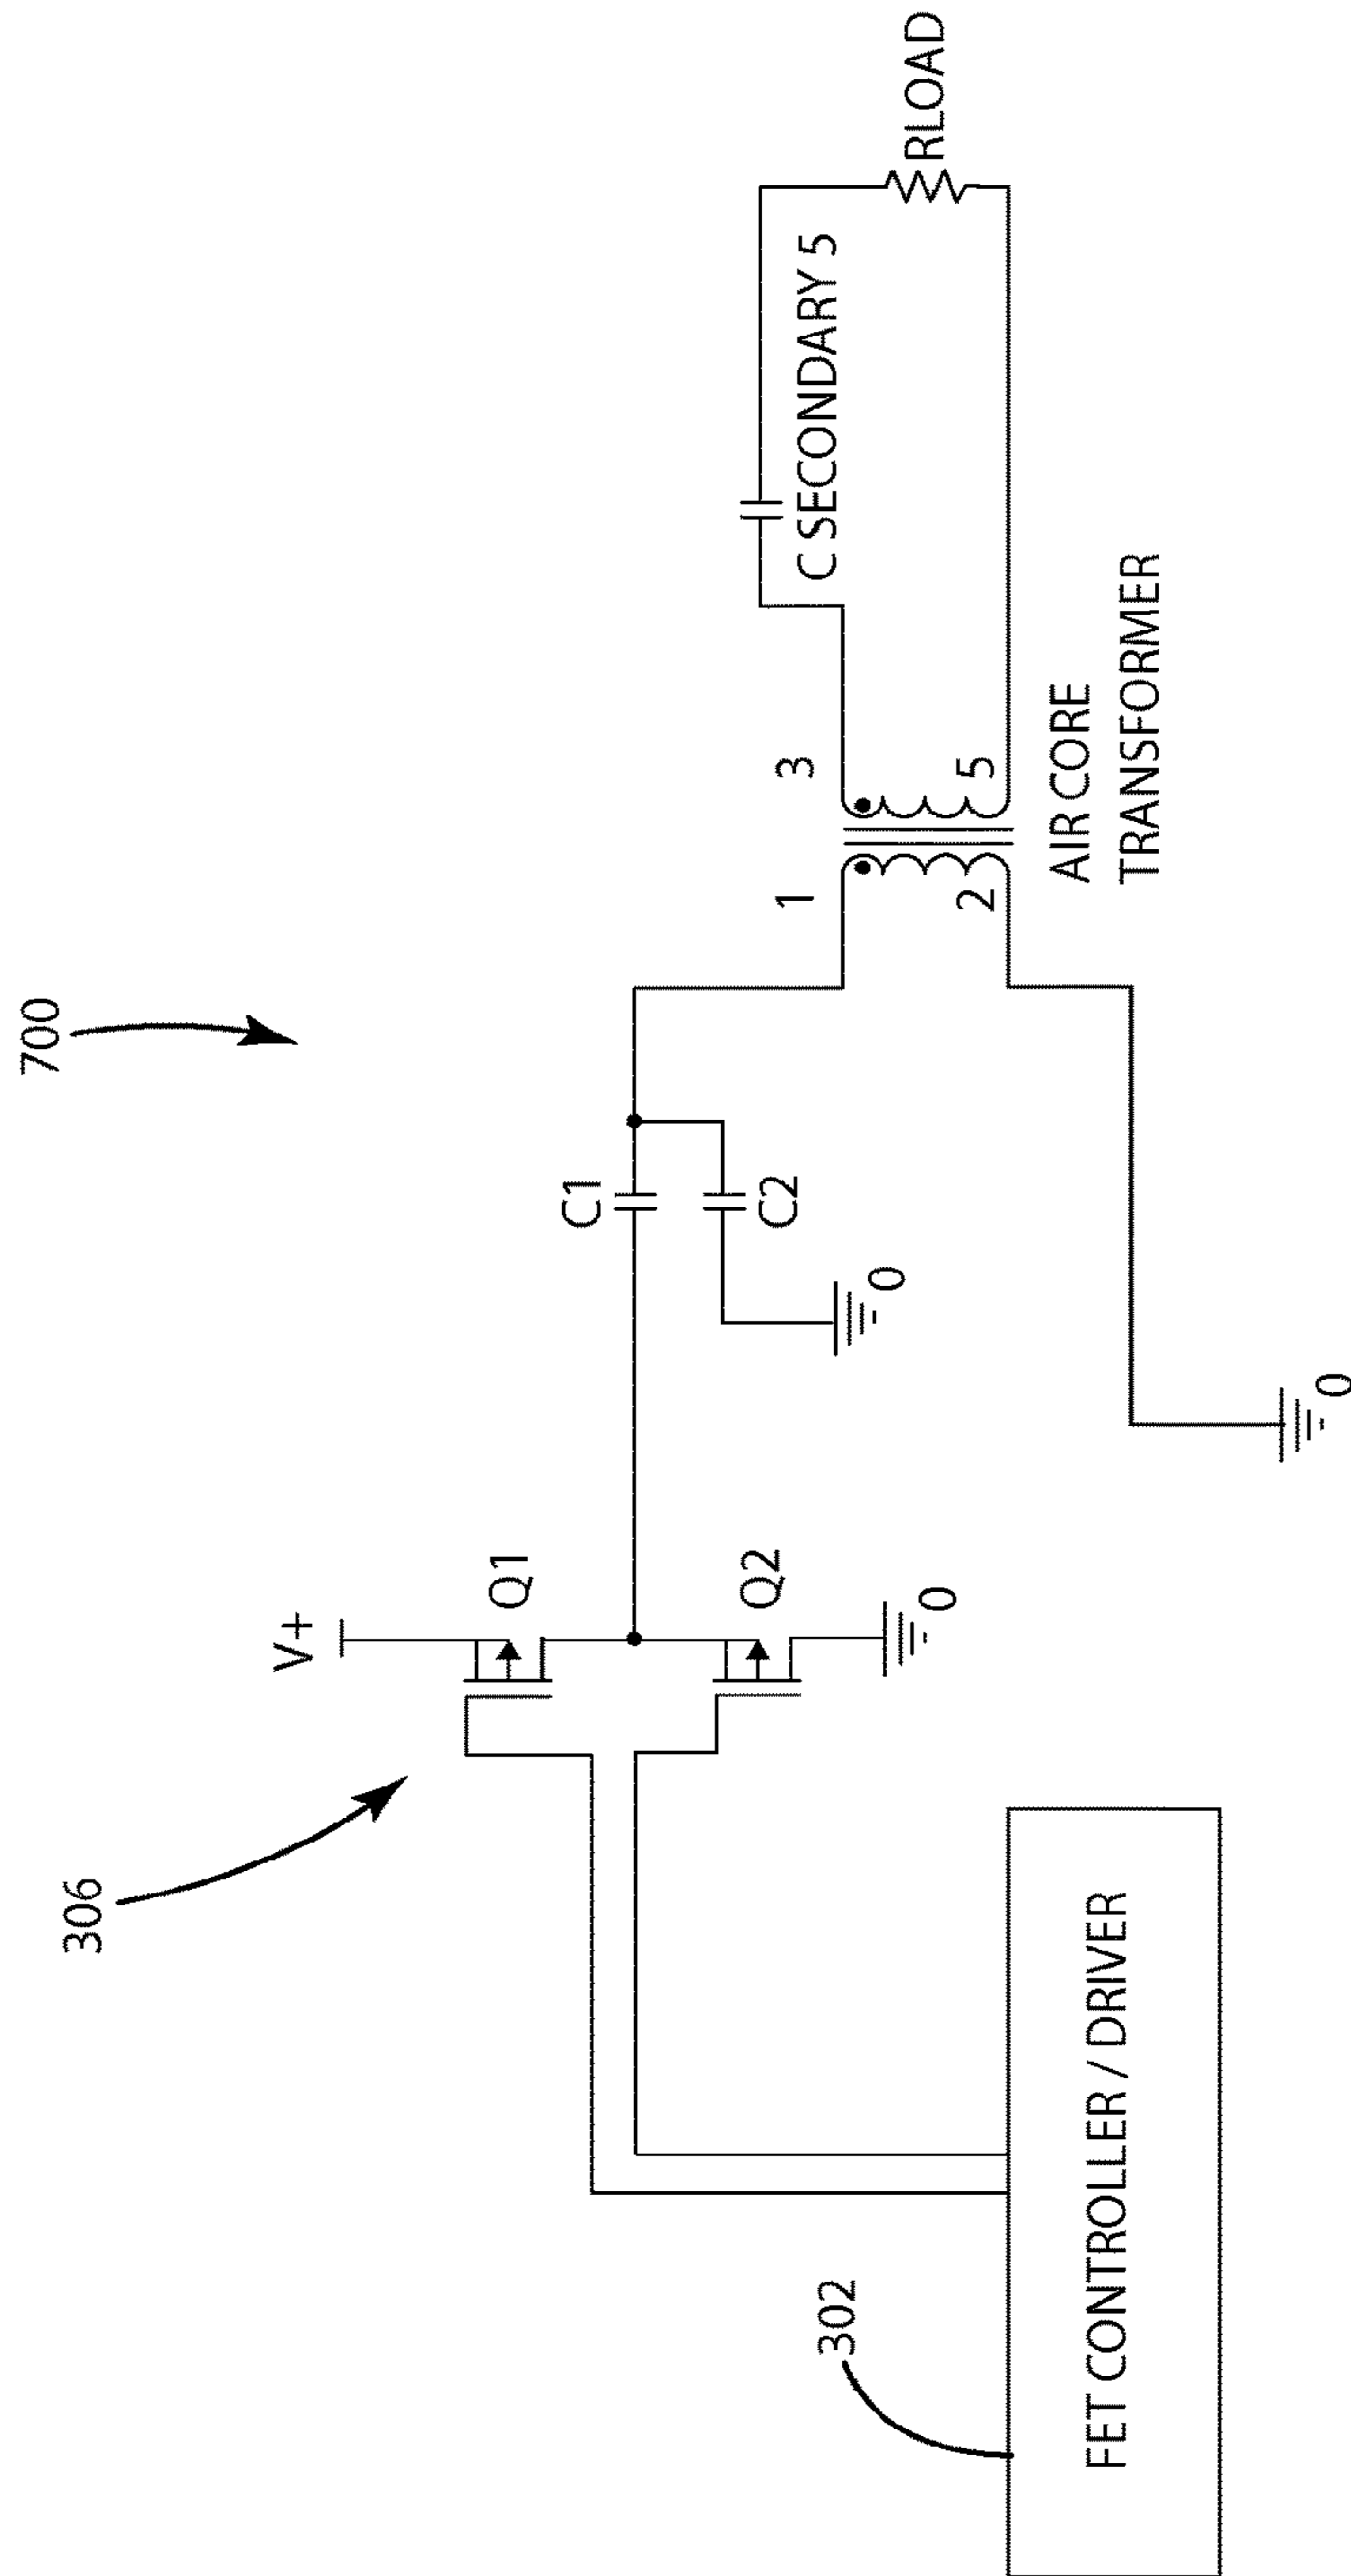 700
306
V+
Q1
Q2
0
C1
C2
0
0
1
2
3
5
AIR CORE
TRANSFORMER
C SECONDARY 5
RLOAD
302
FET CONTROLLER / DRIVER